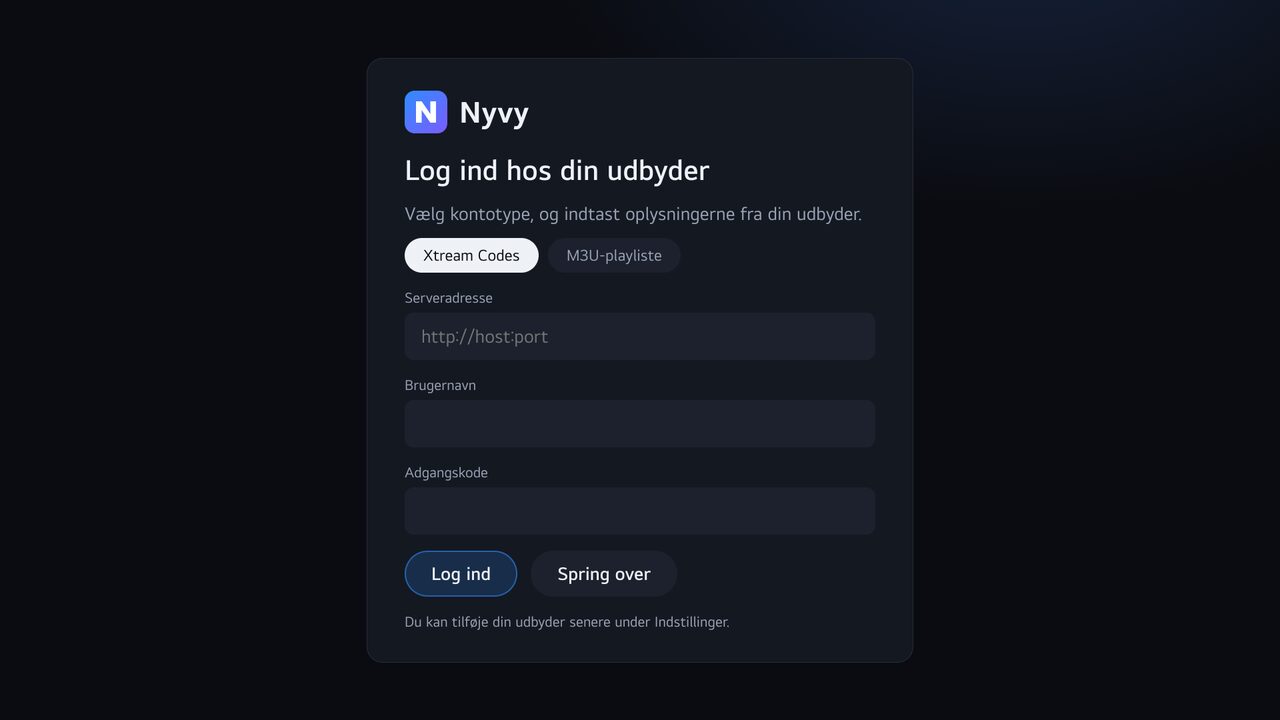 N Nyvy
Log ind hos din udbyder
Vælg kontotype, og indtast oplysningerne fra din udbyder.
Xtream Codes M3U-playliste
Serveradresse
http://host:port
Brugernavn
Adgangskode
Log ind Spring over
Du kan tilføje din udbyder senere under Indstillinger.